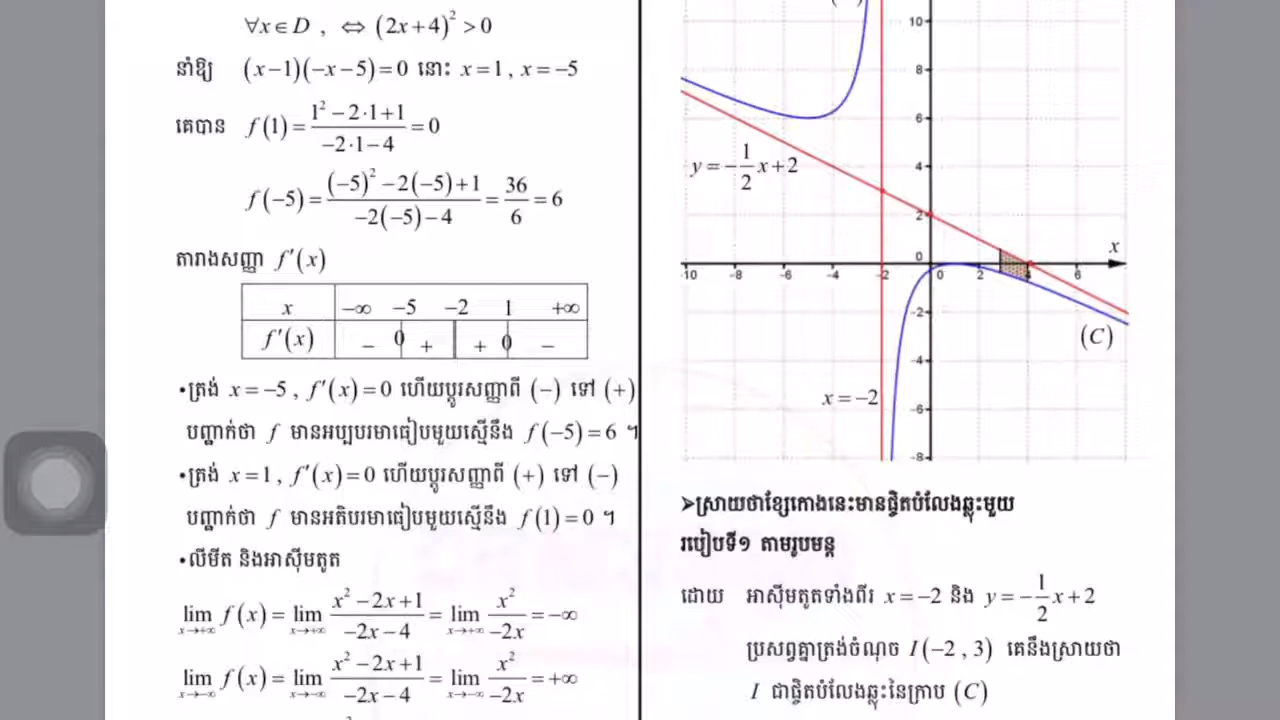 ∀x∈D , ⇔ (2x+4)² > 0
នាំឱ្យ (x−1)(−x−5)=0 នោះ x=1 , x=−5
គេបាន f(1) = (1²−2·1+1)/(−2·1−4) = 0
f(−5) = ((−5)²−2(−5)+1)/(−2(−5)−4) = 36/6 = 6
តារាងសញ្ញា f′(x)
x −∞ −5 −2 1 +∞
f′(x) − 0 + + 0 −
•ត្រង់ x=−5 , f′(x)=0 ហើយប្តូរសញ្ញាពី (−) ទៅ (+)
បញ្ជាក់ថា f មានអប្បបរមាធៀបមួយស្មើនឹង f(−5)=6 ។
•ត្រង់ x=1 , f′(x)=0 ហើយប្តូរសញ្ញាពី (+) ទៅ (−)
បញ្ជាក់ថា f មានអតិបរមាធៀបមួយស្មើនឹង f(1)=0 ។
•លីមីត និងអាស៊ីមតូត
lim x→+∞ f(x) = lim x→+∞ (x²−2x+1)/(−2x−4) = lim x→+∞ x²/(−2x) = −∞
lim x→−∞ f(x) = lim x→−∞ (x²−2x+1)/(−2x−4) = lim x→−∞ x²/(−2x) = +∞
10
8
6
y=−1/2x+2
4
2
x
0
-10 -8 -6 -4 -2 0 2 4 6
-2
(C)
-4
x=−2
-6
-8
➢ស្រាយថាខ្សែកោងនេះមានផ្ចិតបំលែងឆ្លុះមួយ
របៀបទី១ តាមរូបមន្ត
ដោយ អាស៊ីមតូតទាំងពីរ x=−2 និង y=−1/2x+2
ប្រសព្វគ្នាត្រង់ចំណុច I(−2 , 3) គេនឹងស្រាយថា
I ជាផ្ចិតបំលែងឆ្លុះនៃក្រាប (C)